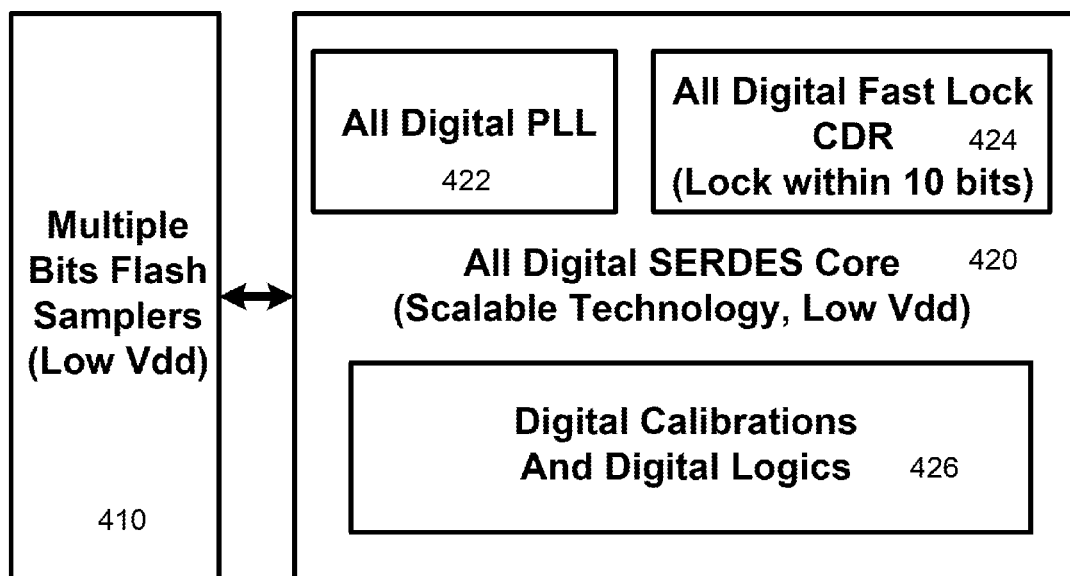 Multiple
Bits Flash
Samplers
(Low Vdd)
410
All Digital PLL
422
All Digital Fast Lock
CDR 424
(Lock within 10 bits)
All Digital SERDES Core 420
(Scalable Technology, Low Vdd)
Digital Calibrations
And Digital Logics 426